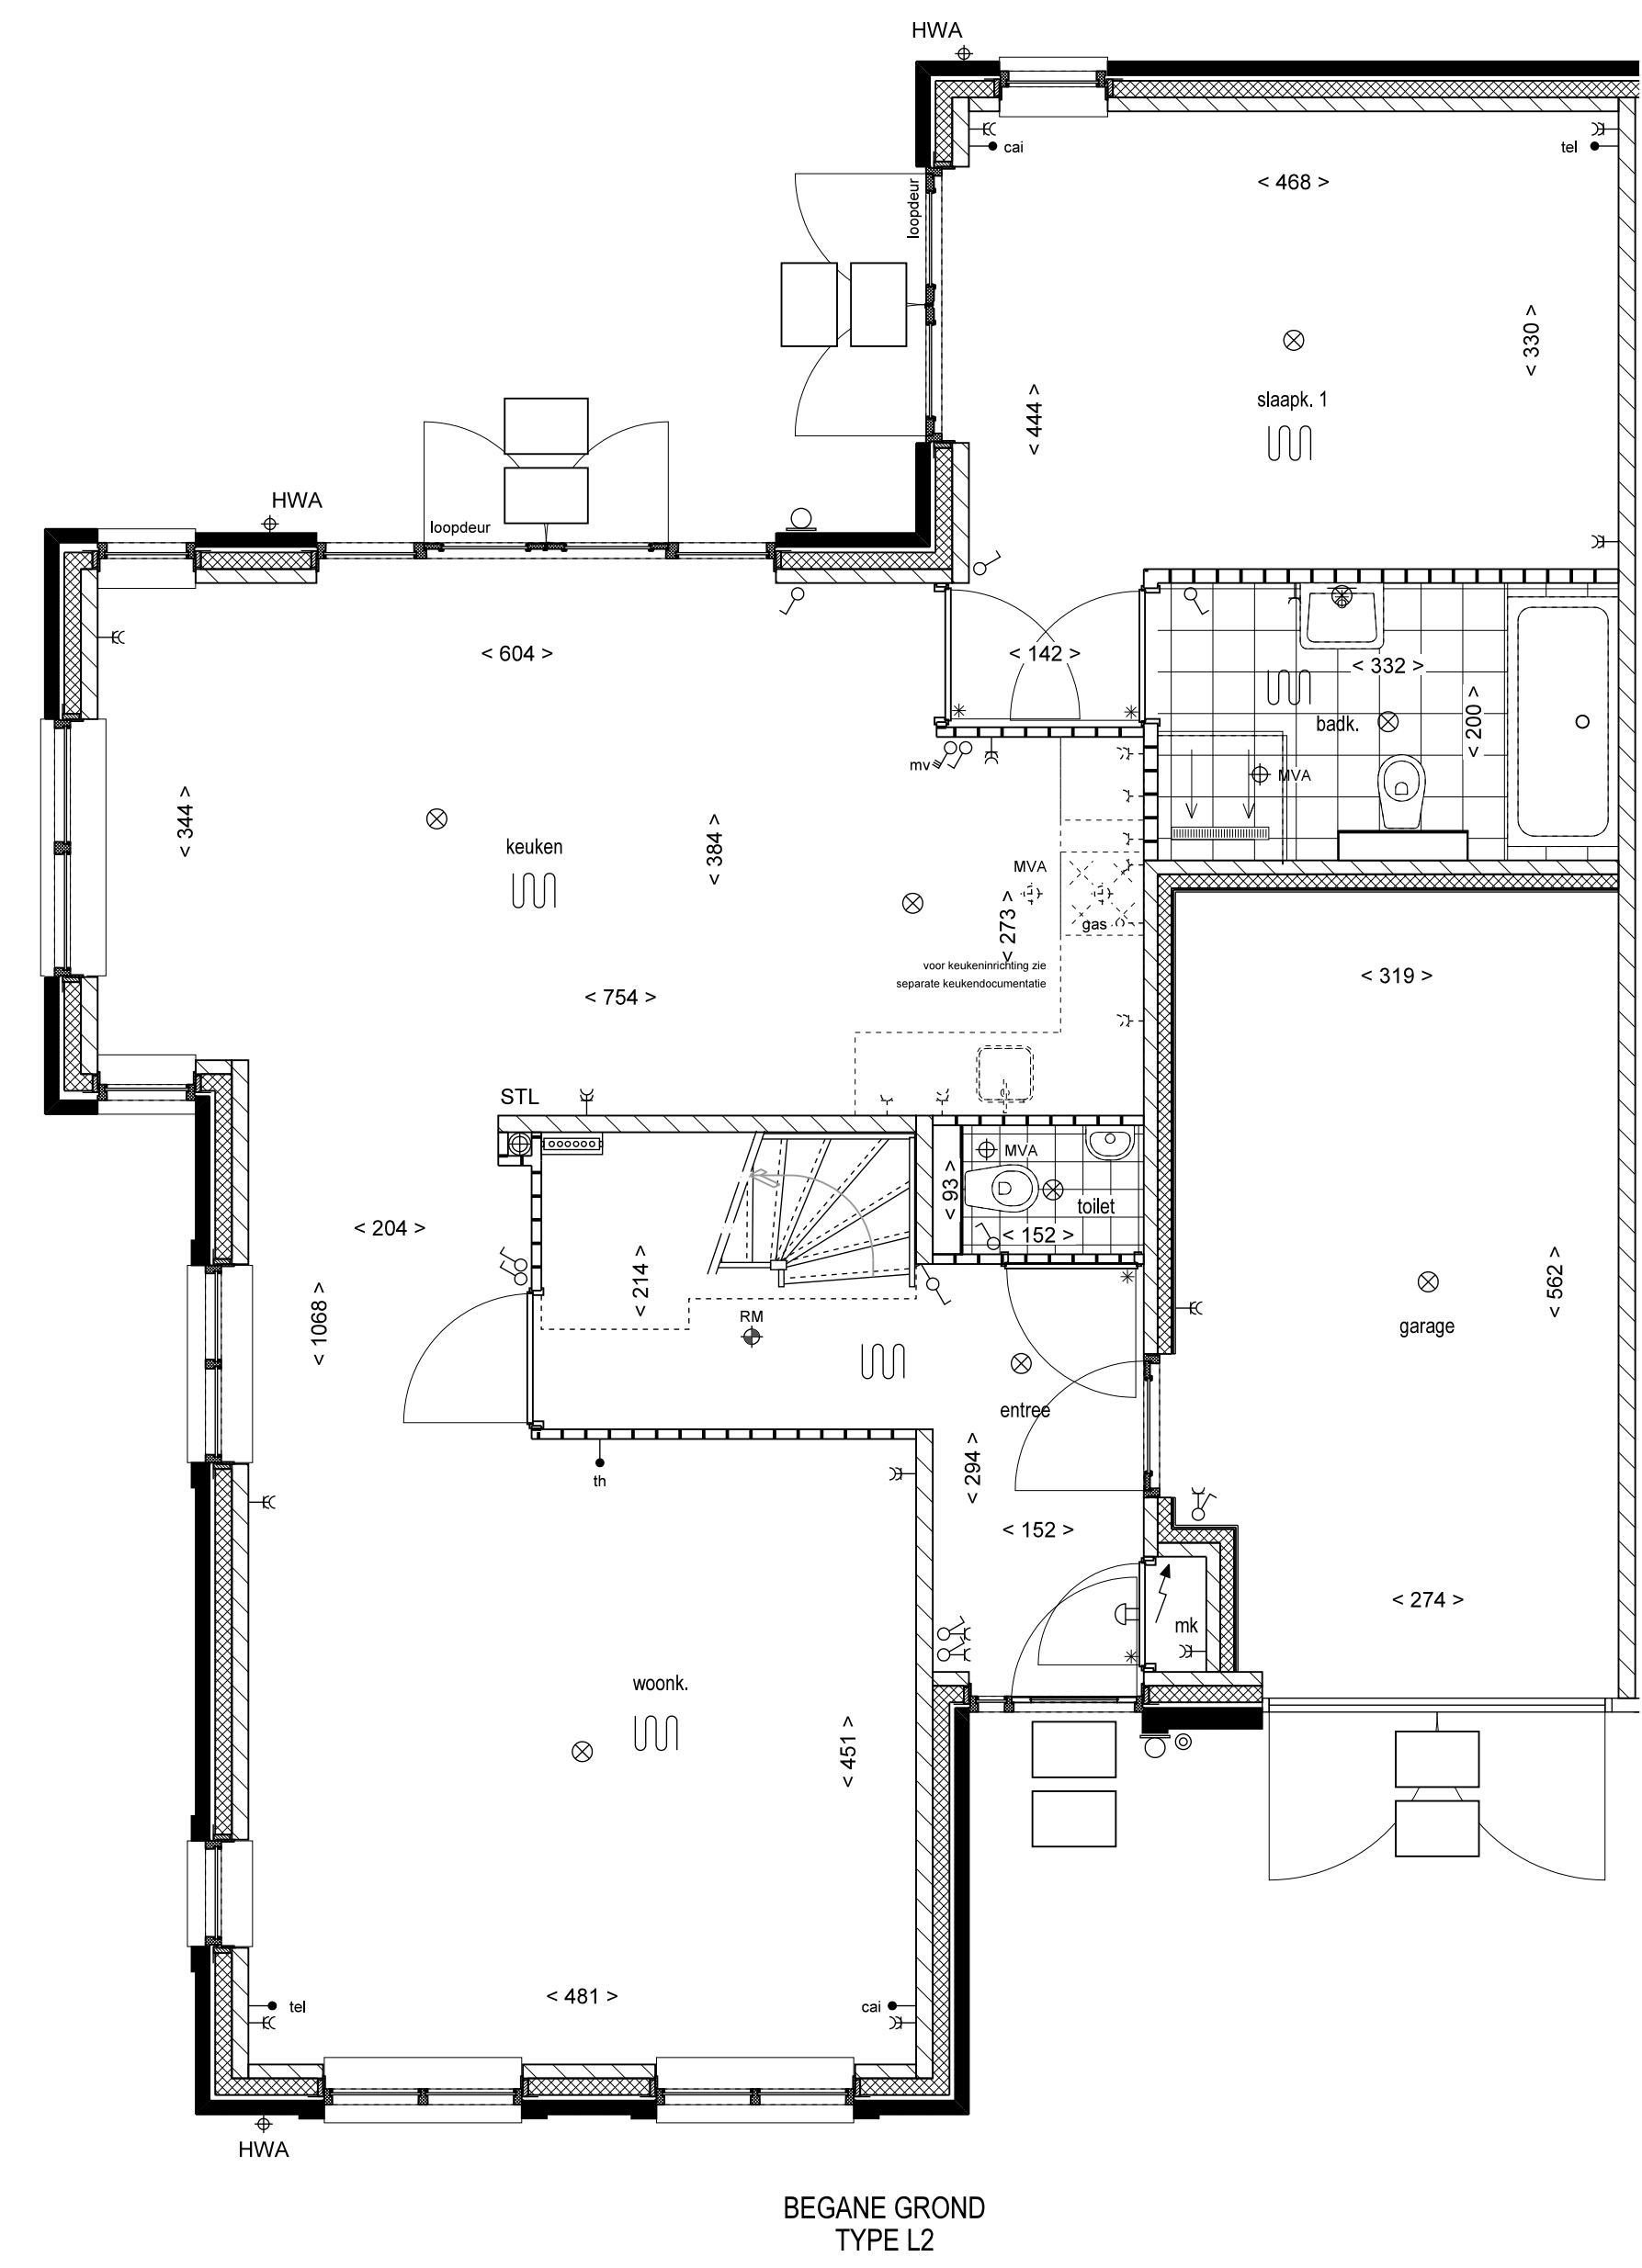 HWA
cai
tel
loopdeur
< 468 >
< 330 >
slaapk. 1
< 444 >
HWA
loopdeur
< 604 >
< 142 >
< 332 >
< 200 >
badk.
MVA
mv
< 344 >
keuken
< 384 >
MVA
< 273 >
gas
voor keukeninrichting zie
separate keukendocumentatie
< 754 >
< 319 >
STL
MVA
< 93 >
toilet
< 152 >
< 204 >
< 214 >
RM
< 1068 >
< 562 >
garage
entree
< 294 >
th
< 152 >
< 274 >
mk
woonk.
< 451 >
< 481 >
tel
cai
HWA
BEGANE GROND
TYPE L2